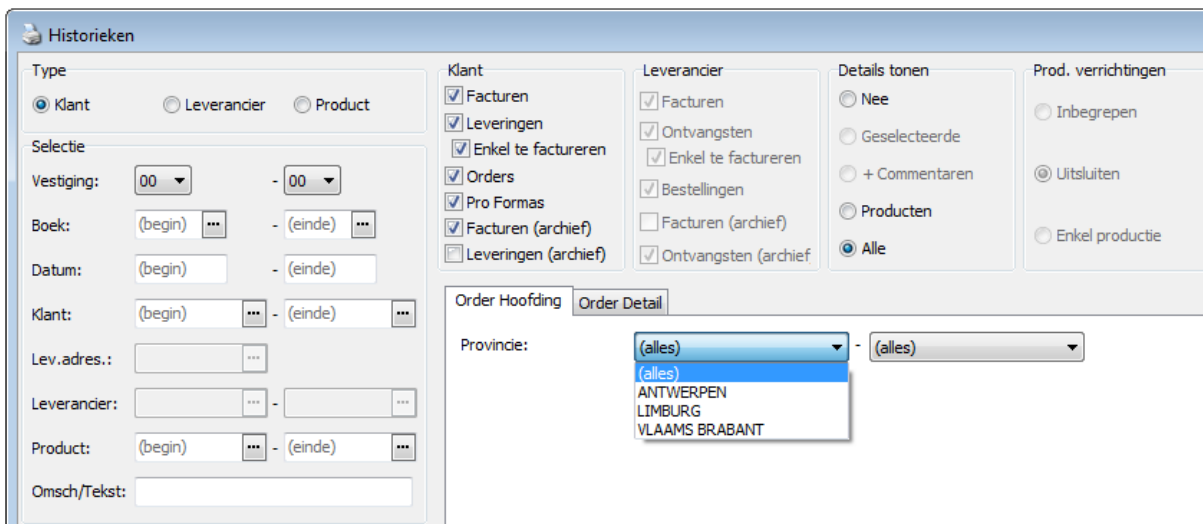 Historieken
Type
Klant Leverancier Product
Selectie
Vestiging: 00 - 00
Boek: (begin) ... - (einde) ...
Datum: (begin) - (einde)
Klant: (begin) ... - (einde) ...
Lev.adres.: ...
Leverancier: ... - ...
Product: (begin) ... - (einde) ...
Omsch/Tekst:
Klant
Facturen
Leveringen
Enkel te factureren
Orders
Pro Formas
Facturen (archief)
Leveringen (archief)
Leverancier
Facturen
Ontvangsten
Enkel te factureren
Bestellingen
Facturen (archief)
Ontvangsten (archief
Details tonen
Nee
Geselecteerde
+ Commentaren
Producten
Alle
Prod. verrichtingen
Inbegrepen
Uitsluiten
Enkel productie
Order Hoofding Order Detail
Provincie: (alles) - (alles)
(alles)
ANTWERPEN
LIMBURG
VLAAMS BRABANT